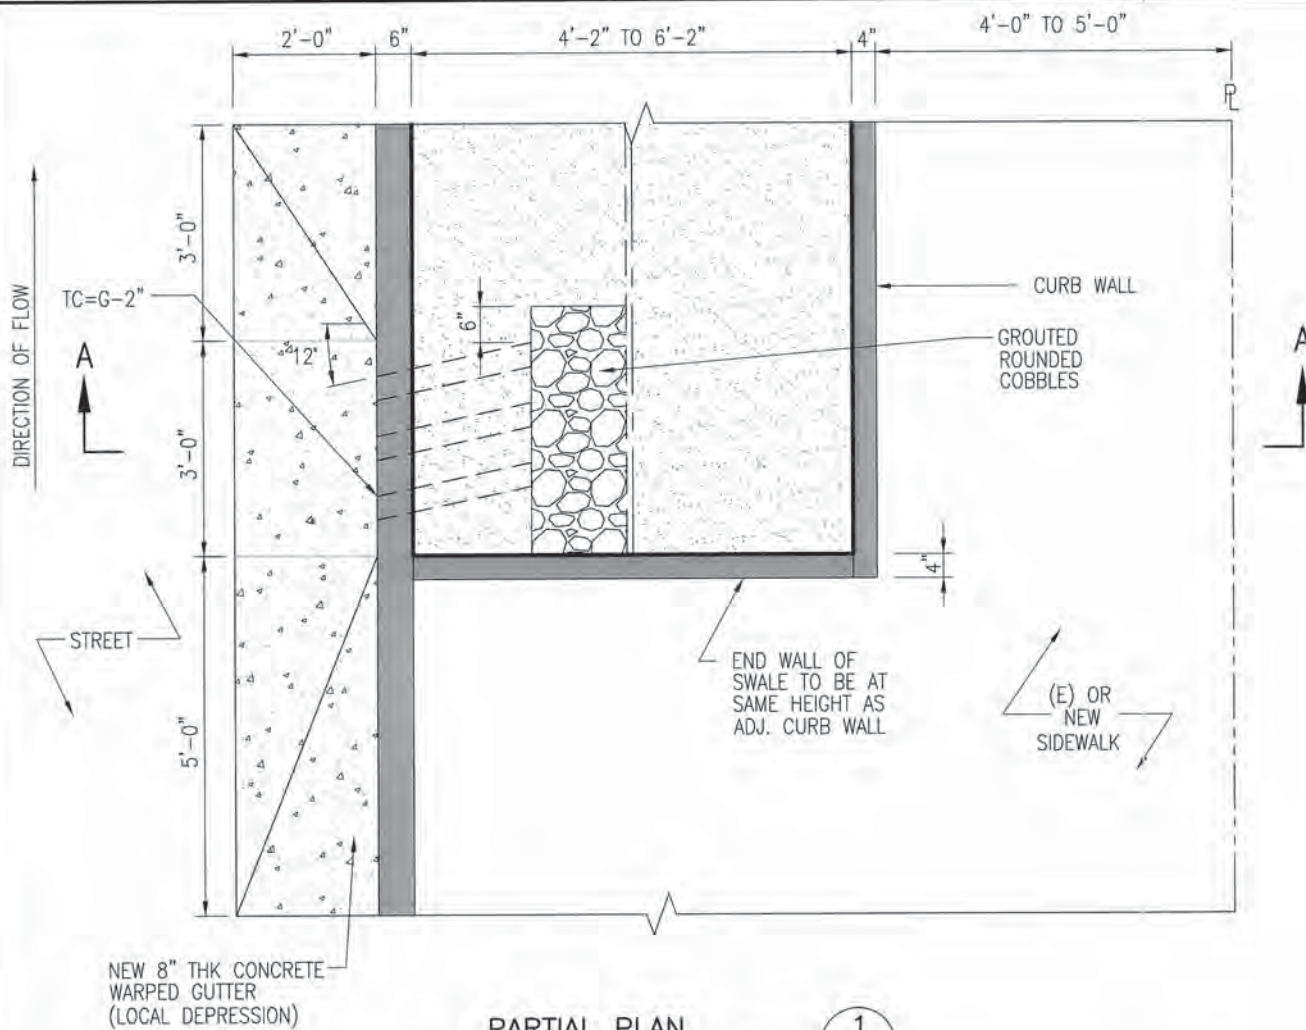 2'-0"
6"
4'-2" TO 6'-2"
4"
4'-0" TO 5'-0"
PL
3'-0"
DIRECTION OF FLOW
TC=G-2"
6"
CURB WALL
GROUTED
ROUNDED
COBBLES
12'
A
A
3'-0"
4"
STREET
END WALL OF
SWALE TO BE AT
SAME HEIGHT AS
ADJ. CURB WALL
(E) OR
NEW
SIDEWALK
5'-0"
NEW 8" THK CONCRETE
WARPED GUTTER
(LOCAL DEPRESSION)
PARTIAL PLAN
1